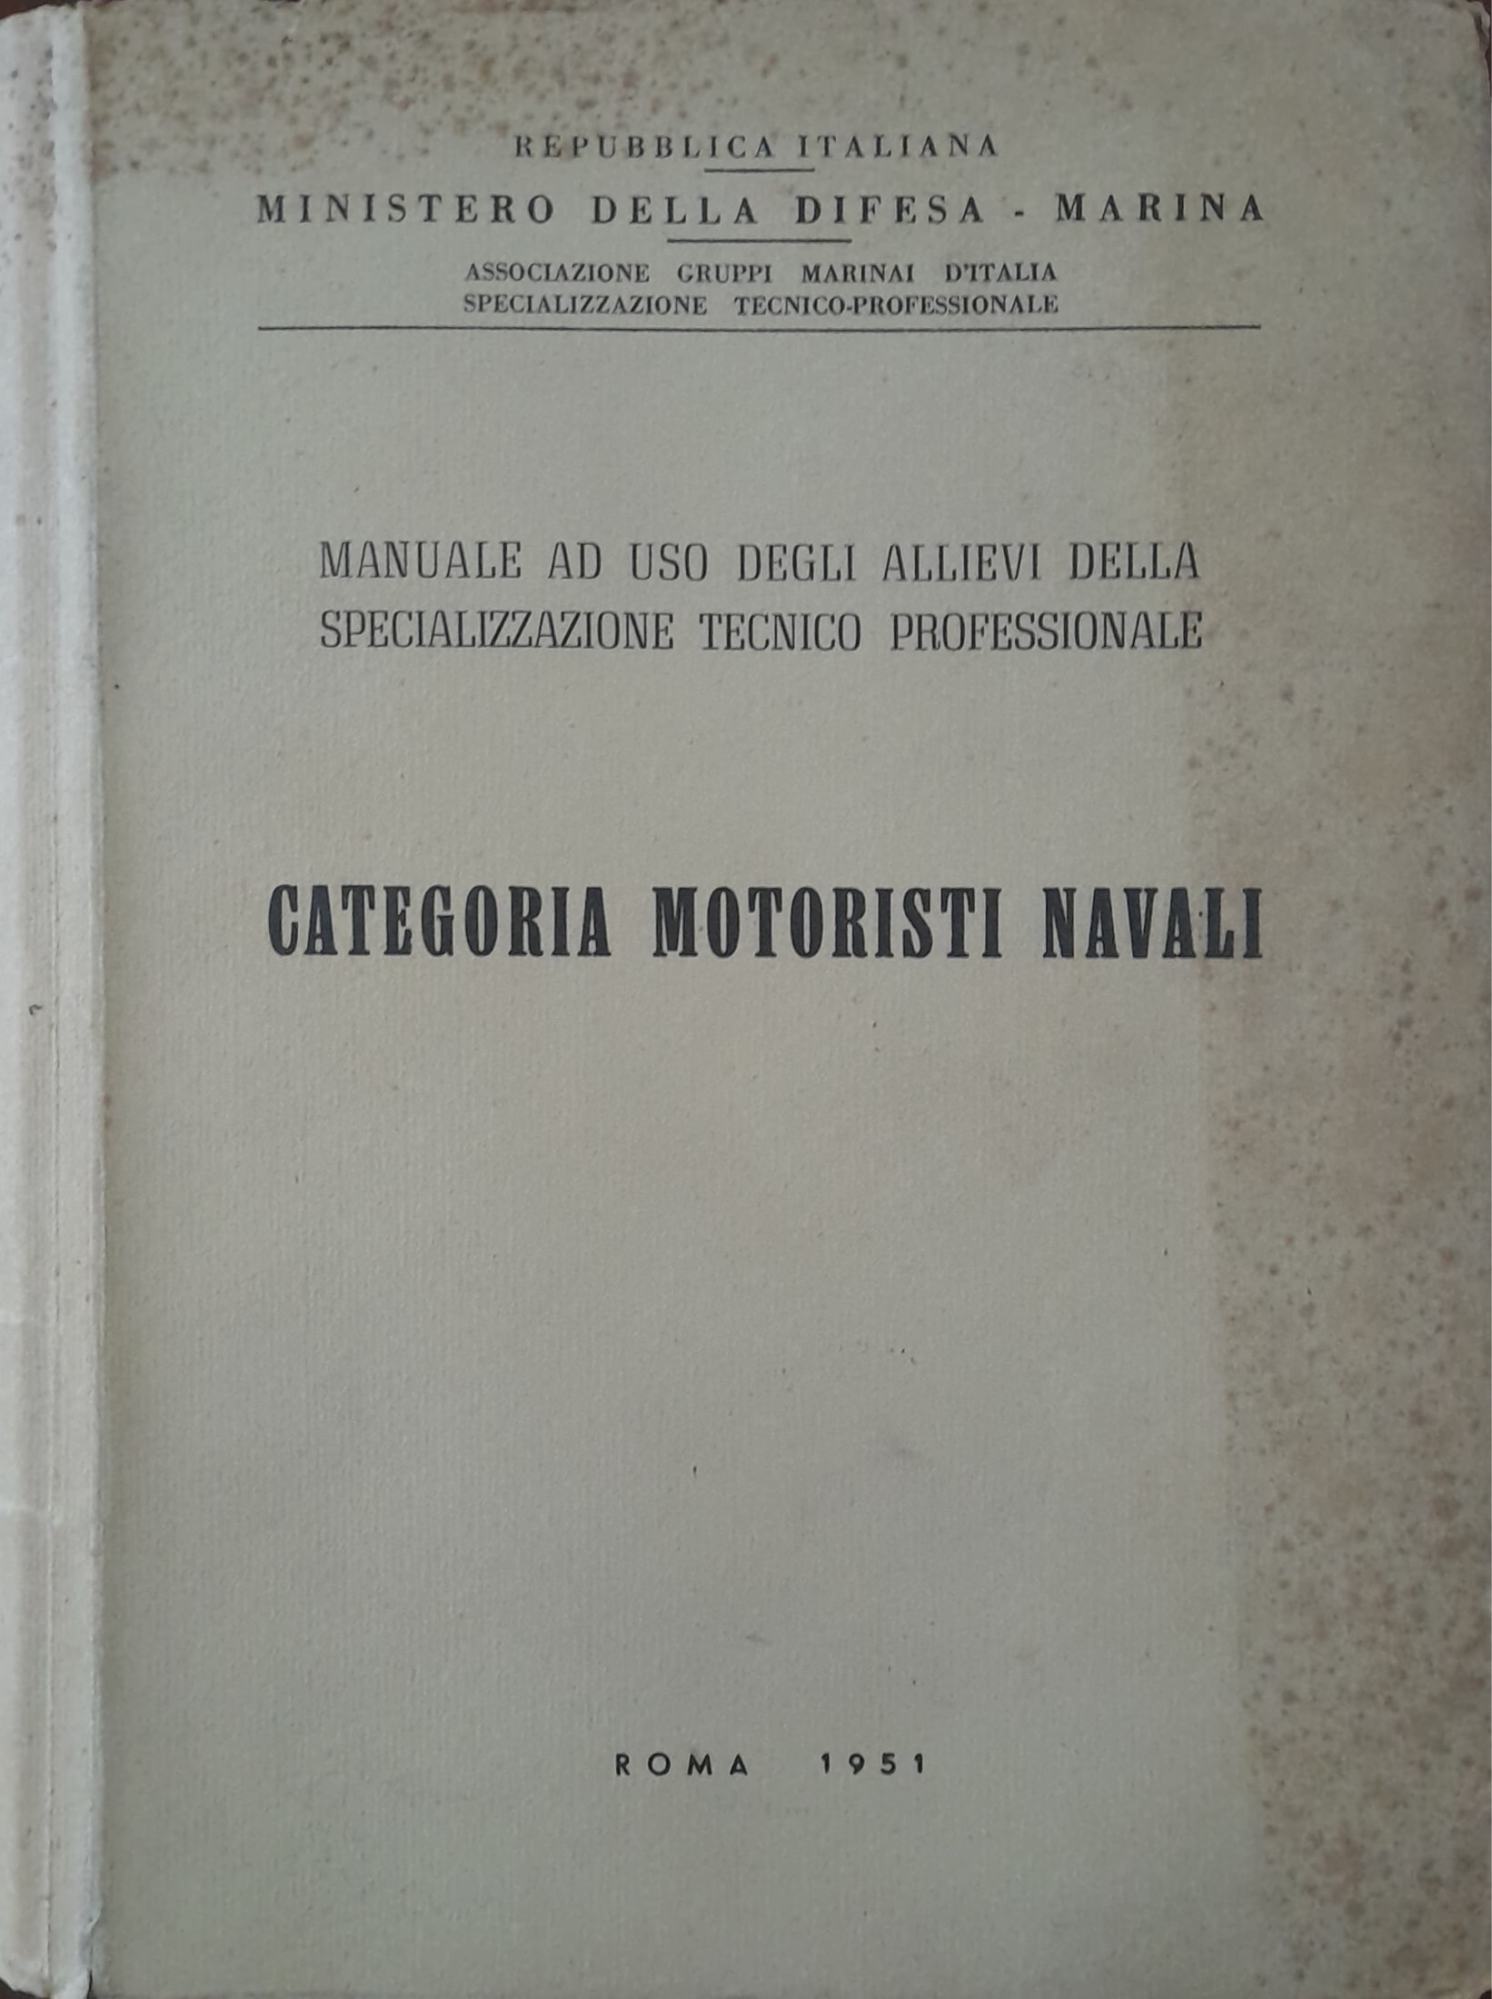 REPUBBLICA ITALIANA
MINISTERO DELLA DIFESA - MARINA
ASSOCIAZIONE GRUPPI MARINAI D'ITALIA
SPECIALIZZAZIONE TECNICO-PROFESSIONALE
MANUALE AD USO DEGLI ALLIEVI DELLA
SPECIALIZZAZIONE TECNICO PROFESSIONALE
CATEGORIA MOTORISTI NAVALI
ROMA 1951